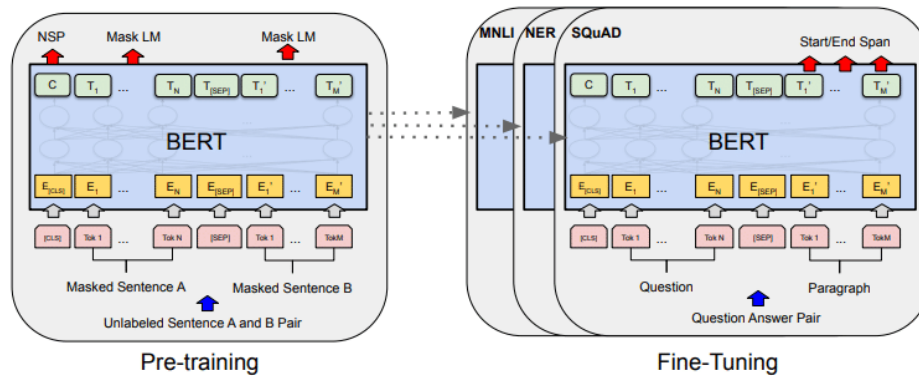 NSP Mask LM Mask LM
C T1 ... TN T[SEP] T1' ... TM'
BERT
E[CLS] E1 ... EN E[SEP] E1' ... EM'
[CLS] Tok 1 ... Tok N [SEP] Tok 1 ... TokM
Masked Sentence A Masked Sentence B
Unlabeled Sentence A and B Pair
Pre-training
MNLI NER SQuAD
Start/End Span
C T1 ... TN T[SEP] T1' ... TM'
BERT
E[CLS] E1 ... EN E[SEP] E1' ... EM'
[CLS] Tok 1 ... Tok N [SEP] Tok 1 ... TokM
Question Paragraph
Question Answer Pair
Fine-Tuning